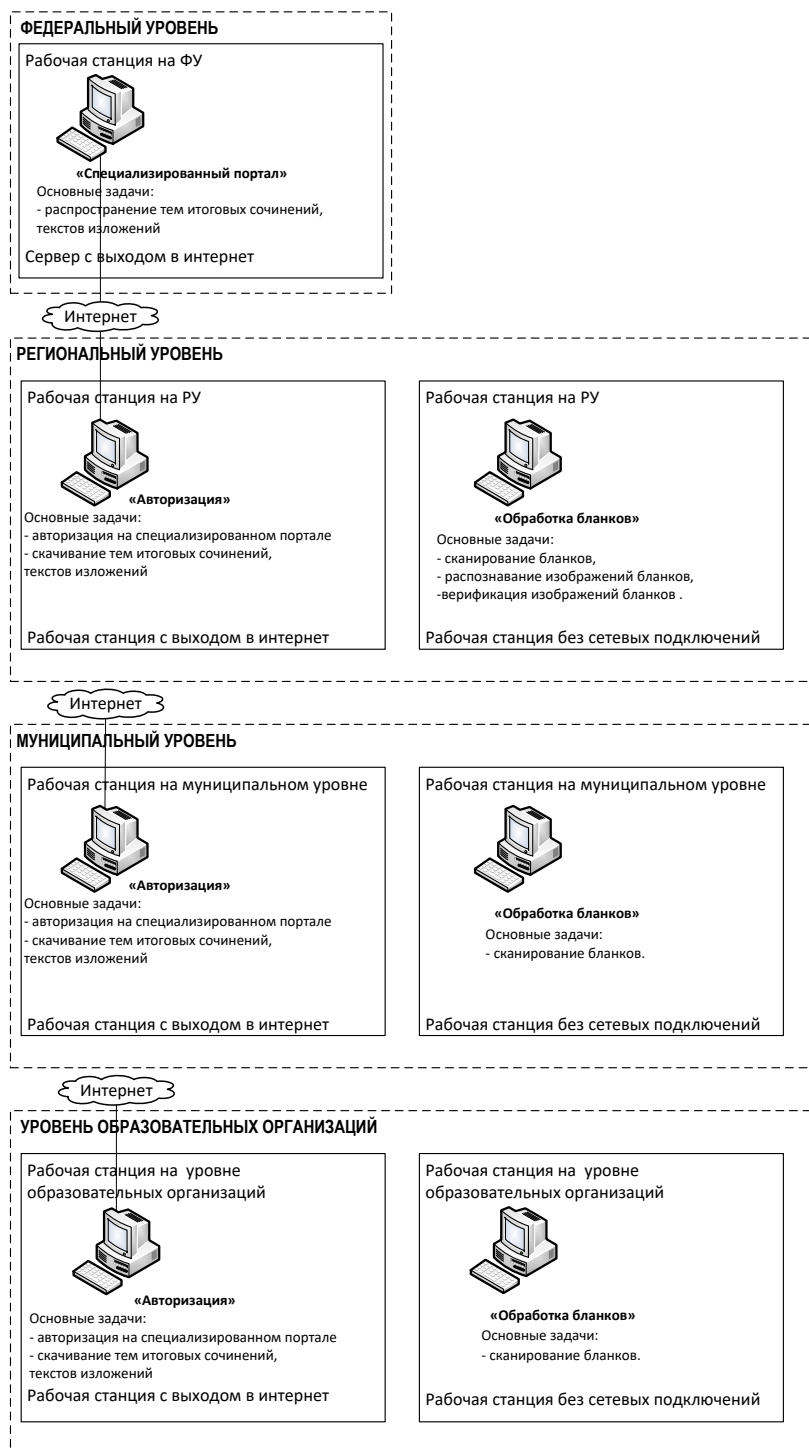 ФЕДЕРАЛЬНЫЙ УРОВЕНЬ
Рабочая станция на ФУ
«Специализированный портал»
Основные задачи:
- распространение тем итоговых сочинений,
текстов изложений
Сервер с выходом в интернет
Интернет
РЕГИОНАЛЬНЫЙ УРОВЕНЬ
Рабочая станция на РУ
«Авторизация»
Основные задачи:
- авторизация на специализированном портале
- скачивание тем итоговых сочинений,
текстов изложений
Рабочая станция с выходом в интернет
Рабочая станция на РУ
«Обработка бланков»
Основные задачи:
- сканирование бланков,
- распознавание изображений бланков,
-верификация изображений бланков .
Рабочая станция без сетевых подключений
Интернет
МУНИЦИПАЛЬНЫЙ УРОВЕНЬ
Рабочая станция на муниципальном уровне
«Авторизация»
Основные задачи:
- авторизация на специализированном портале
- скачивание тем итоговых сочинений,
текстов изложений
Рабочая станция с выходом в интернет
Рабочая станция на муниципальном уровне
«Обработка бланков»
Основные задачи:
- сканирование бланков.
Рабочая станция без сетевых подключений
Интернет
УРОВЕНЬ ОБРАЗОВАТЕЛЬНЫХ ОРГАНИЗАЦИЙ
Рабочая станция на уровне
образовательных организаций
«Авторизация»
Основные задачи:
- авторизация на специализированном портале
- скачивание тем итоговых сочинений,
текстов изложений
Рабочая станция с выходом в интернет
Рабочая станция на уровне
образовательных организаций
«Обработка бланков»
Основные задачи:
- сканирование бланков.
Рабочая станция без сетевых подключений